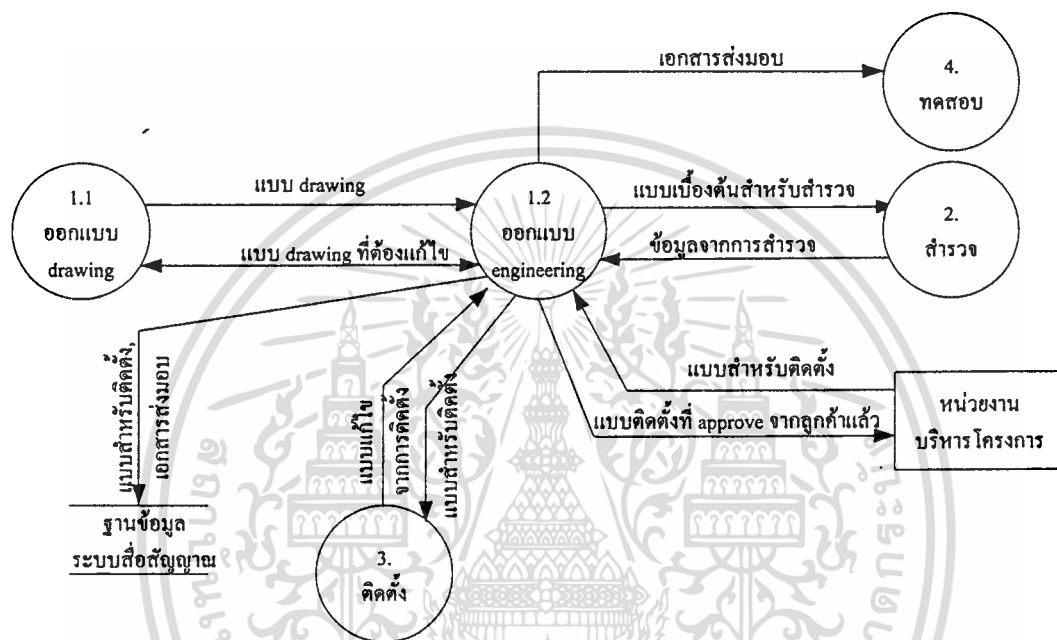 เอกสารส่งมอบ
4.
ทดสอบ
1.1
ออกแบบ
drawing
แบบ drawing
แบบ drawing ที่ต้องแก้ไข
1.2
ออกแบบ
engineering
แบบเบื้องต้นสำหรับสำรวจ
ข้อมูลจากการสำรวจ
2.
สำรวจ
แบบสำหรับติดตั้ง,
เอกสารส่งมอบ
แบบแก้ไข
จากการติดตั้ง
แบบสำหรับติดตั้ง
แบบสำหรับติดตั้ง
แบบติดตั้งที่ approve จากลูกค้าแล้ว
หน่วยงาน
บริหารโครงการ
ฐานข้อมูล
ระบบสื่อสัญญาณ
3.
ติดตั้ง